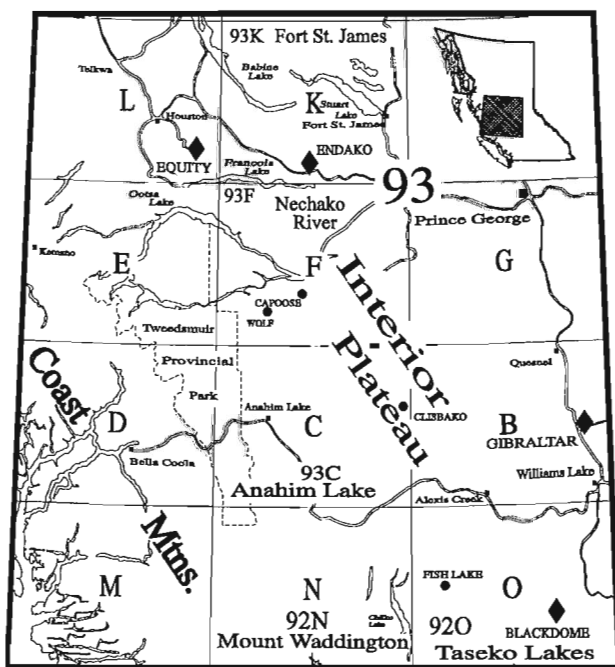 93K Fort St. James
Telkwa
Babine
Lake
L
K
Stuart
Lake
Houston
Fort St. James
EQUITY
Francois
Lake
ENDAKO
93
93F
Nechako
River
Ootsa Lake
Prince George
Kemano
E
F
G
CAPOOSE
WOLF
Interior
Plateau
Tweedsmuir
Provincial
Park
Quesnel
Coast
Mtns.
D
Anahim Lake
C
CLISBAKO
B
GIBRALTAR
Bella Coola
93C
Anahim Lake
Williams Lake
Alexis Creek
M
N
FISH LAKE
O
92N
Mount Waddington
Lake
92O
BLACKDOME
Taseko Lakes